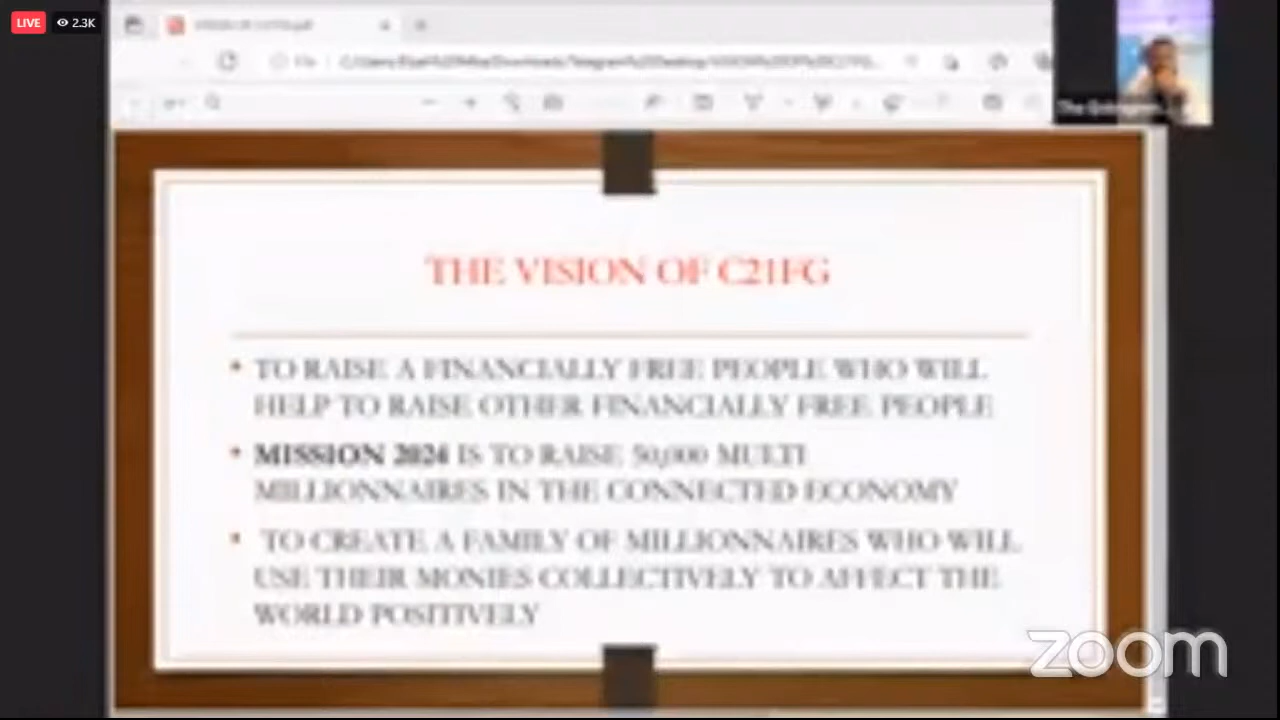 LIVE 2.3K
THE VISION OF C21FG
• TO RAISE A FINANCIALLY FREE PEOPLE WHO WILL
HELP TO RAISE OTHER FINANCIALLY FREE PEOPLE
• MISSION 2024 IS TO RAISE 50,000 MULTI
MILLIONNAIRES IN THE CONNECTED ECONOMY
• TO CREATE A FAMILY OF MILLIONNAIRES WHO WILL
USE THEIR MONIES COLLECTIVELY TO AFFECT THE
WORLD POSITIVELY
zoom